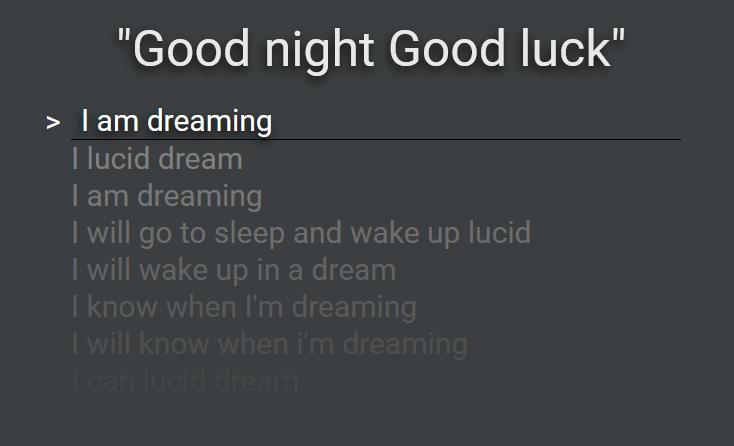 "Good night Good luck"
> I am dreaming
I lucid dream
I am dreaming
I will go to sleep and wake up lucid
I will wake up in a dream
I know when I'm dreaming
I will know when i'm dreaming
I can lucid dream